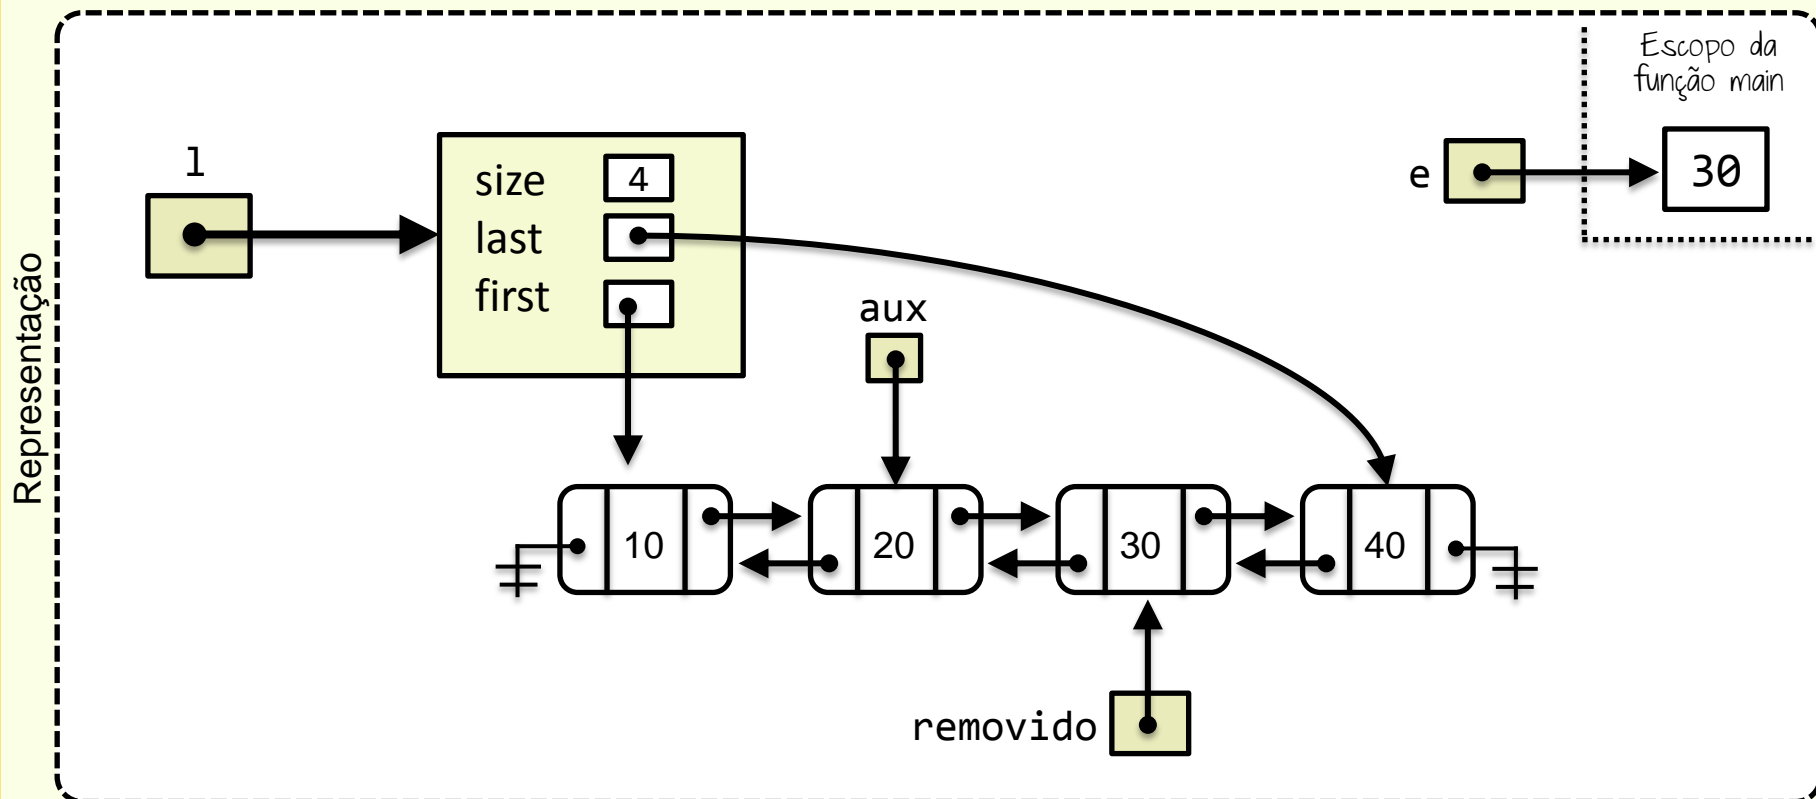 Representação
Escopo da
função main
l
size 4
last
first
e
30
aux
10 20 30 40
removido